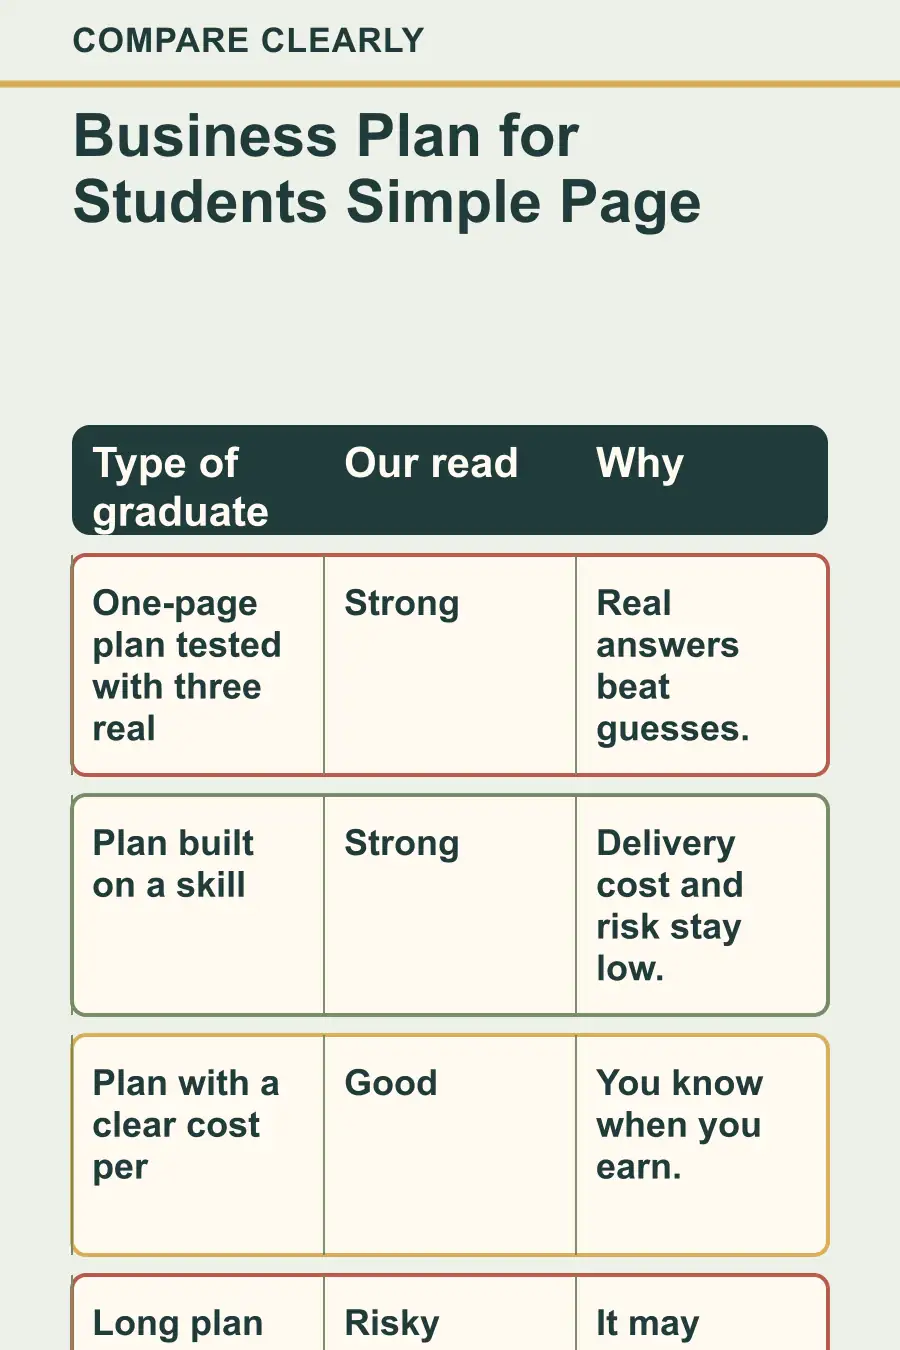 COMPARE CLEARLY
Business Plan for
Students Simple Page
Type of
graduate
Our read
Why
One-page
plan tested
with three
real
Strong
Real
answers
beat
guesses.
Plan built
on a skill
Strong
Delivery
cost and
risk stay
low.
Plan with a
clear cost
per
Good
You know
when you
earn.
Long plan
Risky
It may